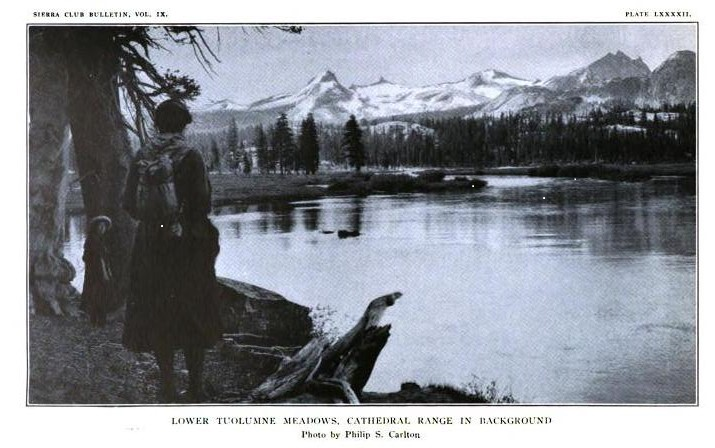 SIERRA CLUB BULLETIN, VOL. IX.
PLATE LXXXXII.
LOWER TUOLUMNE MEADOWS, CATHEDRAL RANGE IN BACKGROUND
Photo by Philip S. Carlton